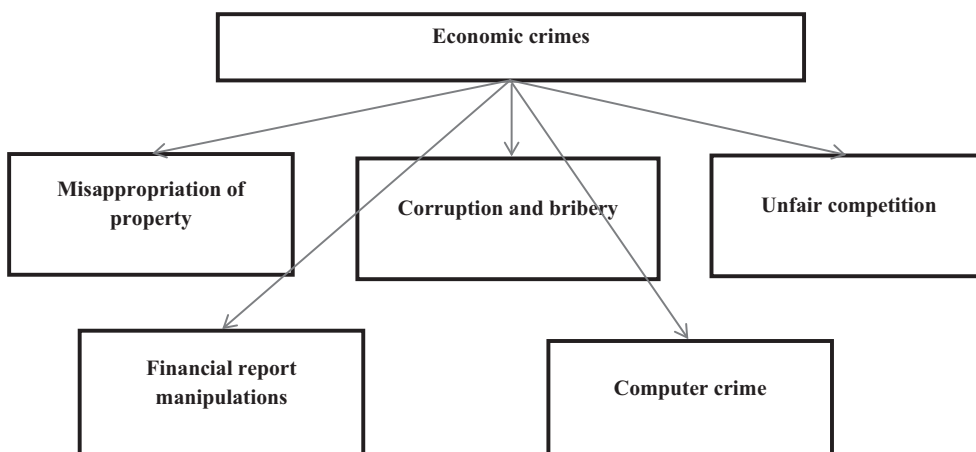 Economic crimes
Misappropriation of
property
Corruption and bribery
Unfair competition
Financial report
manipulations
Computer crime